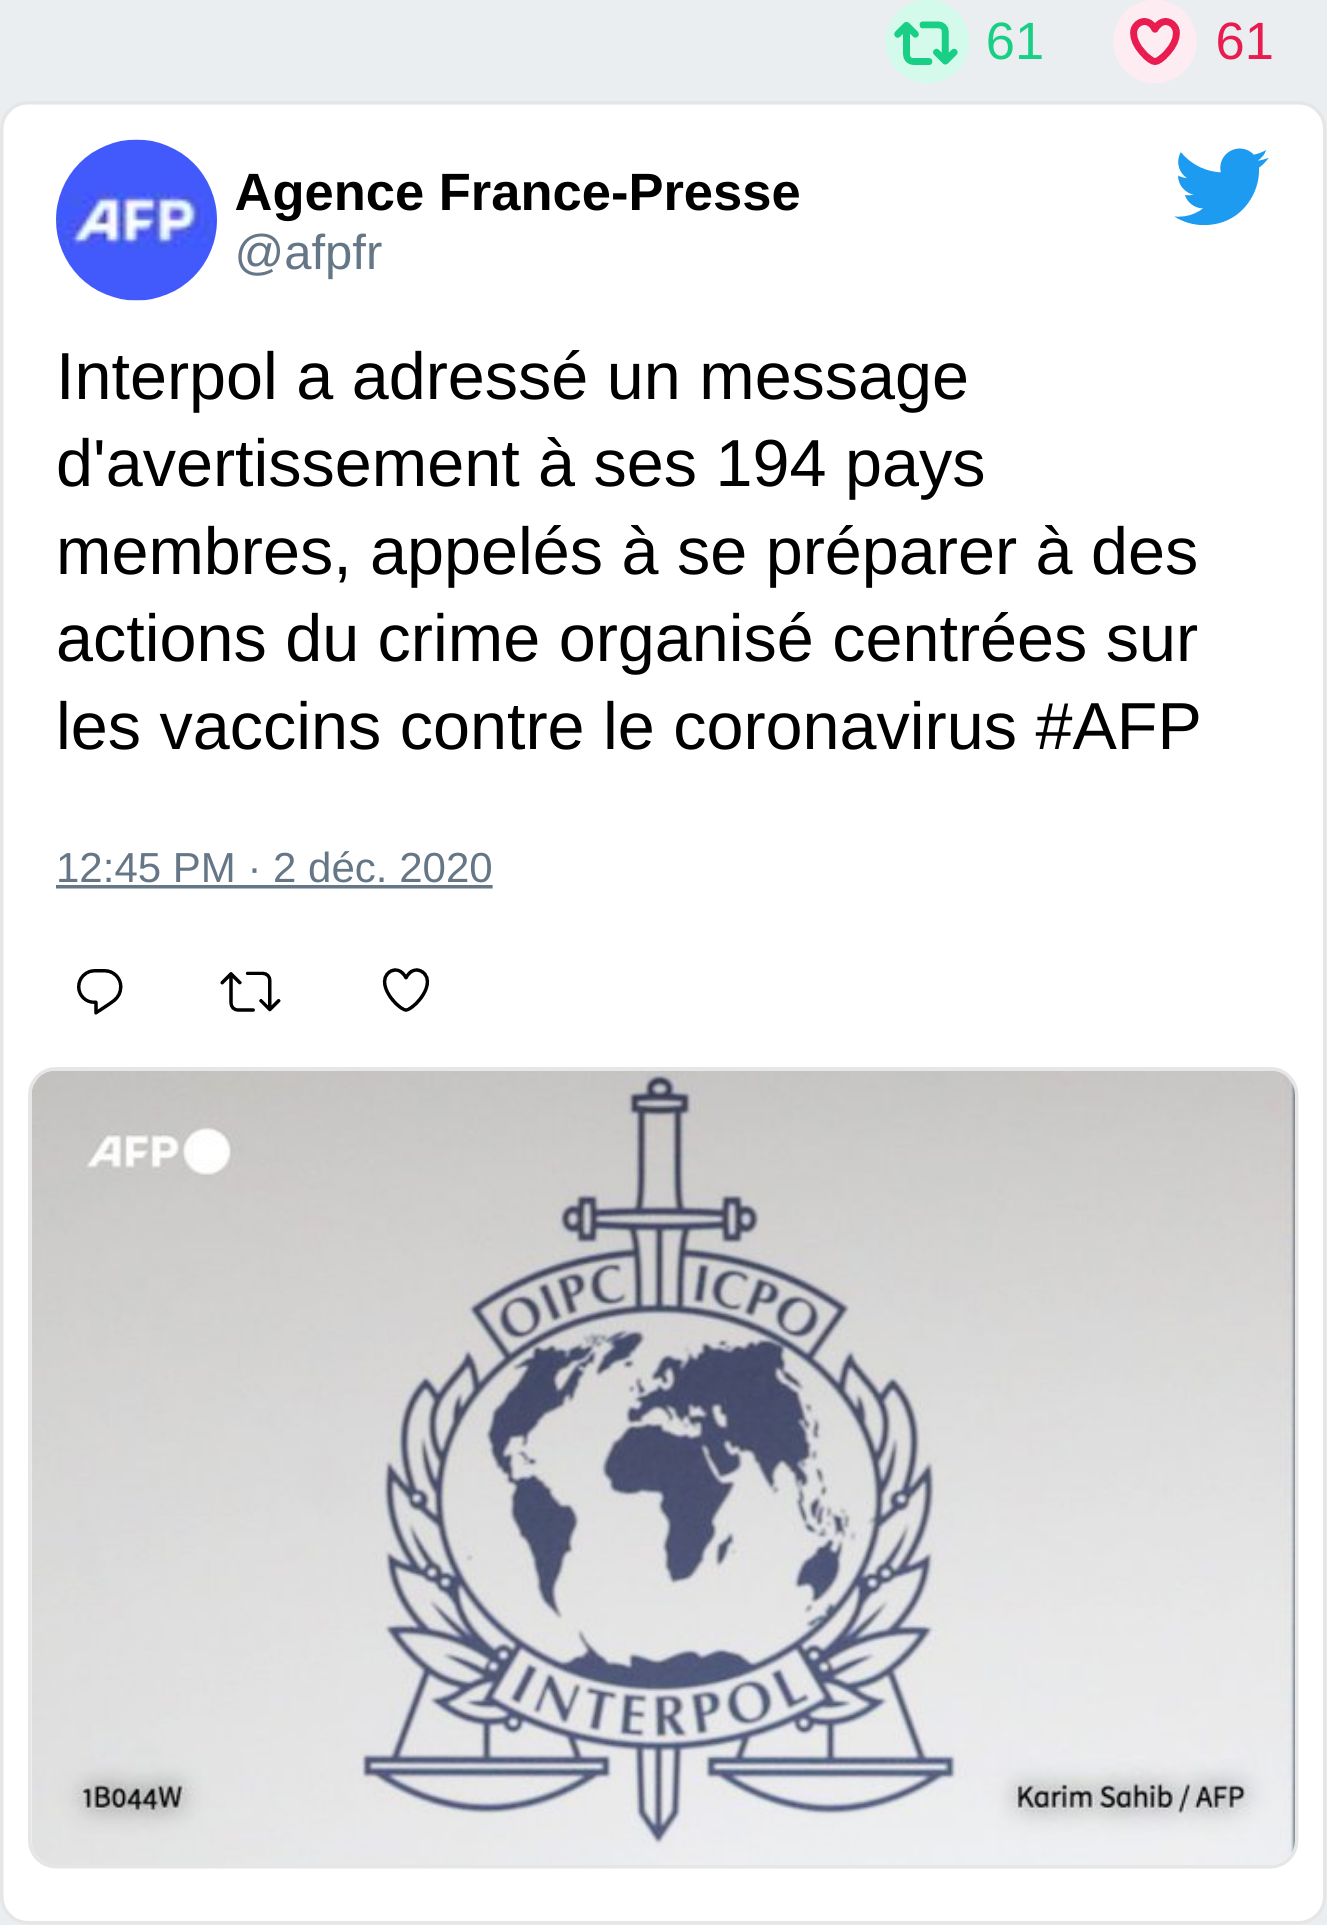 61 61
AFP
Agence France-Presse
@afpfr
Interpol a adressé un message
d'avertissement à ses 194 pays
membres, appelés à se préparer à des
actions du crime organisé centrées sur
les vaccins contre le coronavirus #AFP
12:45 PM · 2 déc. 2020
AFP
OIPC ICPO
INTERPOL
1B044W
Karim Sahib / AFP